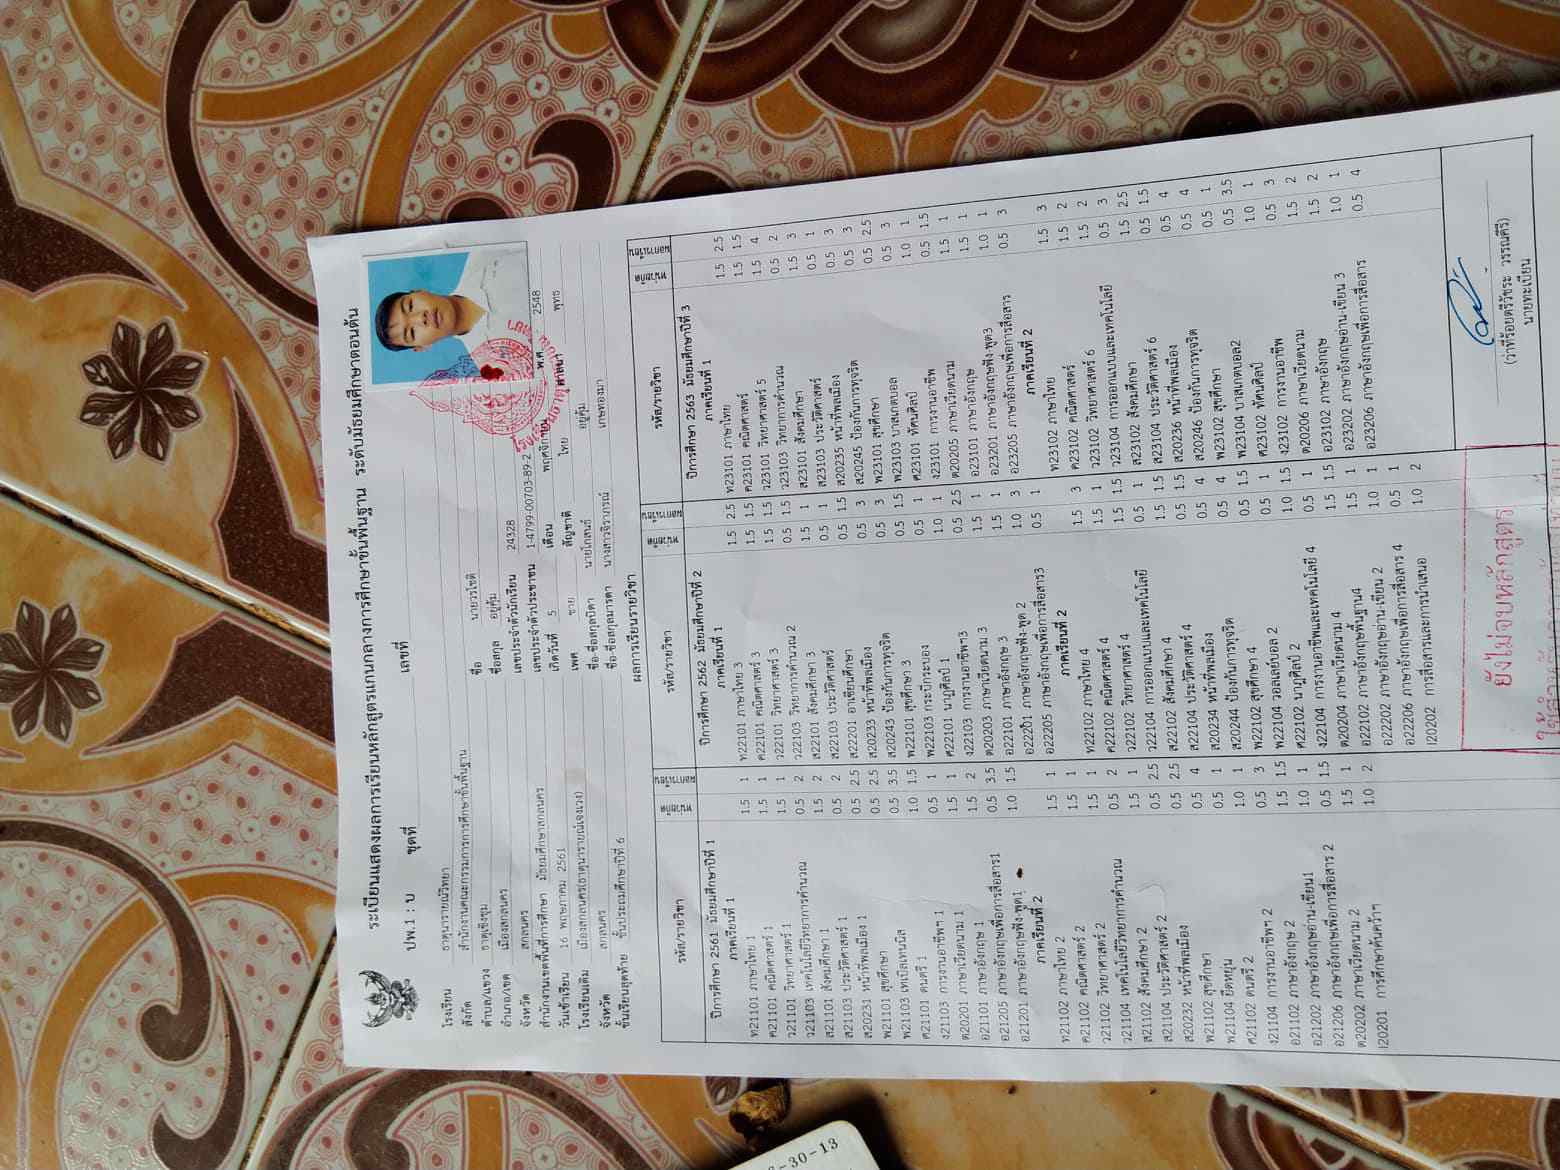 ระเบียนแสดงผลการเรียนหลักสูตรแกนกลางการศึกษาขั้นพื้นฐาน ระดับมัธยมศึกษาตอนต้น
ปพ.1 : บ ชุดที่ เลขที่
โรงเรียน ธาตุนารายณ์วิทยา
สังกัด สำนักงานคณะกรรมการการศึกษาขั้นพื้นฐาน
ตำบล/แขวง ธาตุเชิงชุม
อำเภอ/เขต เมืองสกลนคร
จังหวัด สกลนคร
สำนักงานเขตพื้นที่การศึกษา มัธยมศึกษาสกลนคร
วันเข้าเรียน 16 พฤษภาคม 2561
โรงเรียนเดิม เมืองสกลนคร(ธาตุนารายณ์เจงเวง)
จังหวัด สกลนคร
ชั้นเรียนสุดท้าย ชั้นประถมศึกษาปีที่ 6
ชื่อ นายวรโชติ
ชื่อสกุล อยู่คุ้ม
เลขประจำตัวนักเรียน 24328
เลขประจำตัวประชาชน 1-4799-00703-89-2
เกิดวันที่ 5 เดือน พฤศจิกายน พ.ศ. 2548
เพศ ชาย สัญชาติ ไทย ศาสนา พุทธ
ชื่อ-ชื่อสกุลบิดา นายไกสนธ์ อยู่คุ้ม
ชื่อ-ชื่อสกุลมารดา นางสาวจิราภรณ์ เกษทองมา
ผลการเรียนรายวิชา
รหัส/รายวิชา หน่วยกิต ผลการเรียน
ปีการศึกษา 2561 มัธยมศึกษาปีที่ 1
ภาคเรียนที่ 1
ท21101 ภาษาไทย 1 1.5 1
ค21101 คณิตศาสตร์ 1 1.5 1
ว21101 วิทยาศาสตร์ 1 1.5 1
ว21103 เทคโนโลยีวิทยาการคำนวณ 0.5 2
ส21101 สังคมศึกษา 1 1.5 2
ส21103 ประวัติศาสตร์ 1 0.5 2
ส20231 หน้าที่พลเมือง 1 0.5 2.5
พ21101 สุขศึกษา 0.5 2.5
พ21103 เทเบิลเทนนิส 0.5 3.5
ศ21101 ดนตรี 1 1.0 1.5
ง21103 การงานอาชีพฯ 1 0.5 1
ต20201 ภาษาเวียดนาม 1 1.5 1
อ21101 ภาษาอังกฤษ 1 1.5 2
อ21205 ภาษาอังกฤษเพื่อการสื่อสาร1 0.5 3.5
อ21201 ภาษาอังกฤษฟัง-พูด1 1.0 1.5
ภาคเรียนที่ 2
ท21102 ภาษาไทย 2 1.5 1
ค21102 คณิตศาสตร์ 2 1.5 1
ว21102 วิทยาศาสตร์ 2 1.5 1
ว21104 เทคโนโลยีวิทยาการคำนวณ 0.5 2
ส21102 สังคมศึกษา 2 1.5 1
ส21104 ประวัติศาสตร์ 2 0.5 2.5
ส20232 หน้าที่พลเมือง 0.5 2.5
พ21102 สุขศึกษา 0.5 4
พ21104 ยืดหยุ่น 0.5 1
ศ21102 ดนตรี 2 1.0 1
ง21104 การงานอาชีพฯ 2 0.5 3
อ21102 ภาษาอังกฤษ 2 1.5 1.5
อ21202 ภาษาอังกฤษอ่าน-เขียน1 1.0 1
อ21206 ภาษาอังกฤษเพื่อการสื่อสาร 2 0.5 1.5
ต20202 ภาษาเวียดนาม 2 1.5 1
I20201 การศึกษาค้นคว้าฯ 1.0 2
รหัส/รายวิชา หน่วยกิต ผลการเรียน
ปีการศึกษา 2562 มัธยมศึกษาปีที่ 2
ภาคเรียนที่ 1
ท22101 ภาษาไทย 3 1.5 2.5
ค22101 คณิตศาสตร์ 3 1.5 1.5
ว22101 วิทยาศาสตร์ 3 1.5 1.5
ว22103 วิทยาการคำนวณ 2 0.5 1.5
ส22101 สังคมศึกษา 3 1.5 1
ส22103 ประวัติศาสตร์ 0.5 1
ส22201 อาเซียนศึกษา 0.5 1.5
ส20233 หน้าที่พลเมือง 0.5 3
ส20243 ป้องกันการทุจริต 0.5 3
พ22101 สุขศึกษา 3 0.5 1.5
พ22103 กระบี่กระบอง 0.5 1
ศ22101 นาฏศิลป์ 1 1.0 1
ง22103 การงานอาชีพฯ3 0.5 2.5
ต20203 ภาษาเวียดนาม 3 1.5 1
อ22101 ภาษาอังกฤษ 3 1.5 1
อ22201 ภาษาอังกฤษฟัง-พูด 2 1.0 3
อ22205 ภาษาอังกฤษเพื่อการสื่อสาร3 0.5 1
ภาคเรียนที่ 2
ท22102 ภาษาไทย 4 1.5 3
ค22102 คณิตศาสตร์ 4 1.5 1
ว22102 วิทยาศาสตร์ 4 1.5 1.5
ว22104 การออกแบบและเทคโนโลยี 0.5 1
ส22102 สังคมศึกษา 4 1.5 1.5
ส22104 ประวัติศาสตร์ 4 0.5 1.5
ส20234 หน้าที่พลเมือง 0.5 4
ส20244 ป้องกันการทุจริต 0.5 4
พ22102 สุขศึกษา 4 0.5 1.5
พ22104 วอลเลย์บอล 2 0.5 1
ศ22102 นาฏศิลป์ 2 1.0 1.5
ง22104 การงานอาชีพและเทคโนโลยี 4 0.5 1
ต20204 ภาษาเวียดนาม 4 1.5 1.5
อ22102 ภาษาอังกฤษพื้นฐาน4 1.5 1
อ22202 ภาษาอังกฤษอ่าน-เขียน 2 1.0 1
อ22206 ภาษาอังกฤษเพื่อการสื่อสาร 4 0.5 1
I20202 การสื่อสารและการนำเสนอ 1.0 2
รหัส/รายวิชา หน่วยกิต ผลการเรียน
ปีการศึกษา 2563 มัธยมศึกษาปีที่ 3
ภาคเรียนที่ 1
ท23101 ภาษาไทย 1.5 2.5
ค23101 คณิตศาสตร์ 1.5 1.5
ว23101 วิทยาศาสตร์ 5 1.5 4
ว23103 วิทยาการคำนวณ 0.5 2
ส23101 สังคมศึกษา 1.5 3
ส23103 ประวัติศาสตร์ 0.5 1
ส20235 หน้าที่พลเมือง 0.5 3
ส20245 ป้องกันการทุจริต 0.5 3
พ23101 สุขศึกษา 0.5 2.5
พ23103 บาสเกตบอล 0.5 3
ศ23101 ทัศนศิลป์ 1.0 1
ง23101 การงานอาชีพ 0.5 1.5
ต20205 ภาษาเวียดนาม 1.5 1
อ23101 ภาษาอังกฤษ 1.5 1
อ23201 ภาษาอังกฤษฟัง-พูด3 1.0 1
อ23205 ภาษาอังกฤษเพื่อการสื่อสาร 0.5 3
ภาคเรียนที่ 2
ท23102 ภาษาไทย 1.5 3
ค23102 คณิตศาสตร์ 1.5 2
ว23102 วิทยาศาสตร์ 6 1.5 2
ว23104 การออกแบบและเทคโนโลยี 0.5 3
ส23102 สังคมศึกษา 1.5 2.5
ส23104 ประวัติศาสตร์ 6 0.5 1.5
ส20236 หน้าที่พลเมือง 0.5 4
ส20246 ป้องกันการทุจริต 0.5 4
พ23102 สุขศึกษา 0.5 1
พ23104 บาสเกตบอล2 0.5 3.5
ศ23102 ทัศนศิลป์ 1.0 1
ง23102 การงานอาชีพ 0.5 3
ต20206 ภาษาเวียดนาม 1.5 2
อ23102 ภาษาอังกฤษ 1.5 2
อ23202 ภาษาอังกฤษอ่าน-เขียน 3 1.0 1
อ23206 ภาษาอังกฤษเพื่อการสื่อสาร 0.5 4
ยังไม่จบหลักสูตร
(ว่าที่ร้อยตรีวัชระ วรรณศิริ)
นายทะเบียน
-30-13